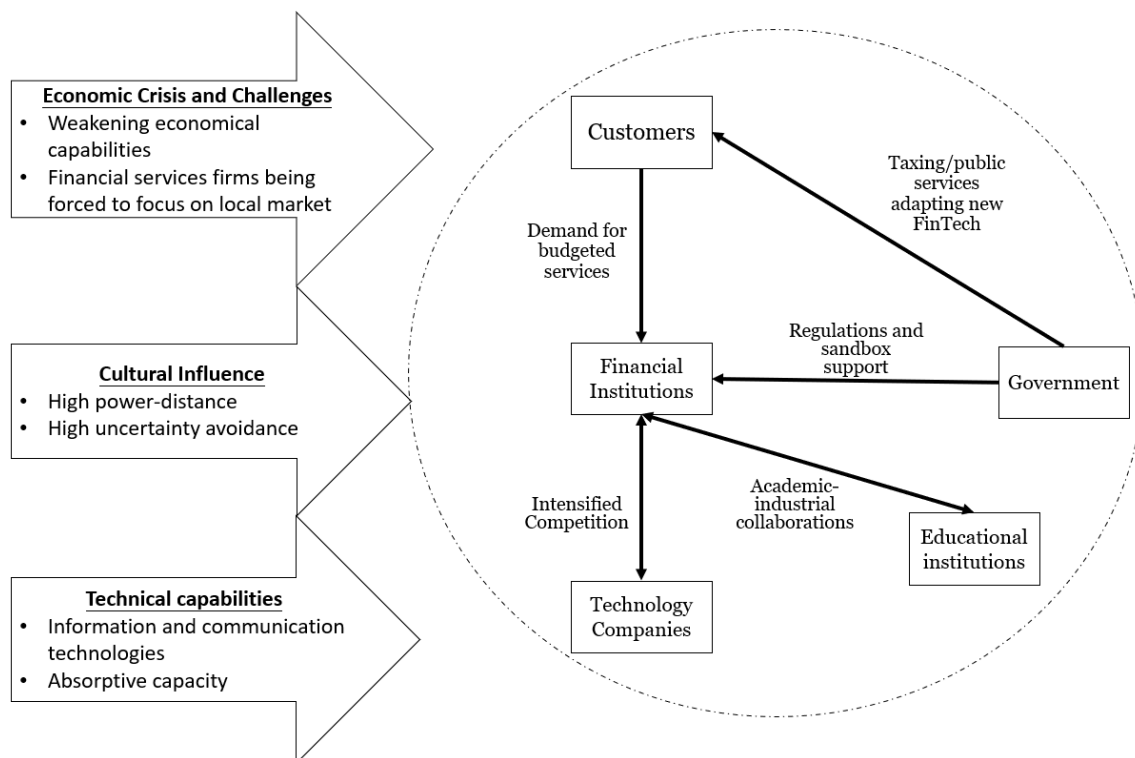 Economic Crisis and Challenges
• Weakening economical
capabilities
• Financial services firms being
forced to focus on local market
Cultural Influence
• High power-distance
• High uncertainty avoidance
Technical capabilities
• Information and communication
technologies
• Absorptive capacity
Customers
Taxing/public
services
adapting new
FinTech
Demand for
budgeted
services
Regulations and
sandbox
support
Financial
Institutions
Government
Intensified
Competition
Academic-
industrial
collaborations
Educational
institutions
Technology
Companies